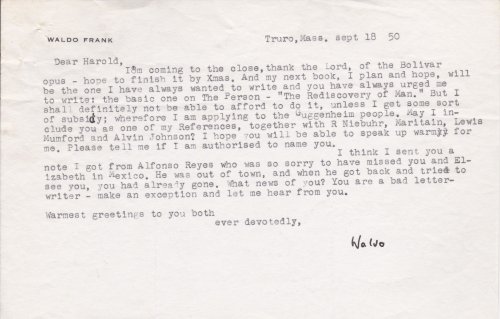 WALDO FRANK
Truro, Mass. sept 18 50
Dear Harold,
I'm coming to the close, thank the Lord, of the Bolivar
opus - hope to finish it by Xmas. And my next book, I plan and hope, will
be the one I have always wanted to write and you have always urged me
to write: the basic one on The Person - "The Rediscovery of Man." But I
shall definitely not be able to afford to do it, unless I get some sort
of subsidy; wherefore I am applying to the Guggenheim people. May I in-
clude you as one of my References, together with R Niebuhr, Maritain, Lewis
Mumford and Alvin Johnson? I hope you will be able to speak up warmly for
me. Please tell me if I am authorised to name you.
I think I sent you a
note I got from Alfonso Reyes who was so sorry to have missed you and El-
izabeth in Mexico. He was out of town, and when he got back and tried to
see you, you had already gone. What news of you? You are a bad letter-
writer - make an exception and let me hear from you.
Warmest greetings to you both
ever devotedly,
Waldo